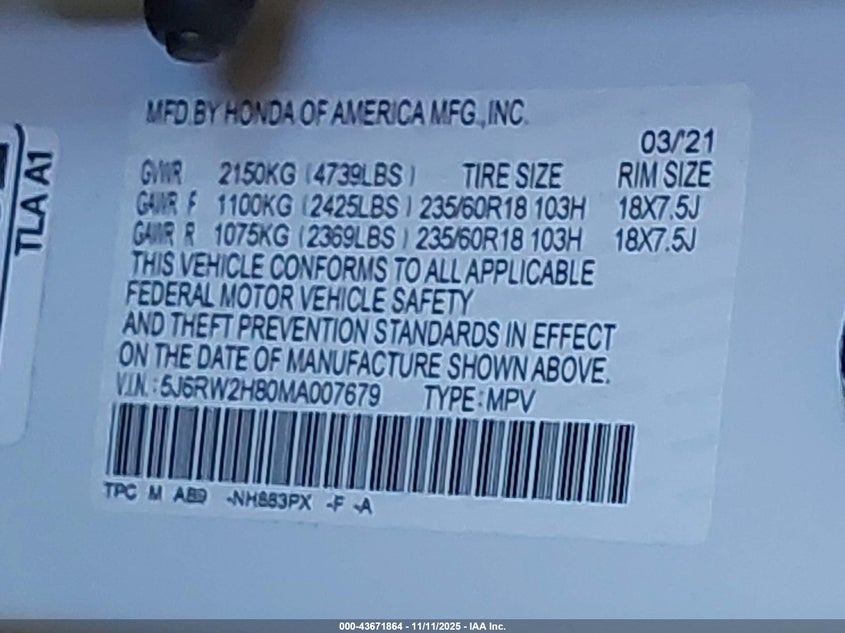 MFD.BY HONDA OF AMERICA MFG.,INC.
03/'21
GVWR 2150KG (4739LBS) TIRE SIZE RIM SIZE
GAWR F 1100KG (2425LBS) 235/60R18 103H 18X7.5J
GAWR R 1075KG (2369LBS) 235/60R18 103H 18X7.5J
THIS VEHICLE CONFORMS TO ALL APPLICABLE
FEDERAL MOTOR VEHICLE SAFETY
AND THEFT PREVENTION STANDARDS IN EFFECT
ON THE DATE OF MANUFACTURE SHOWN ABOVE.
V.I.N.:5J6RW2H80MA007679 TYPE:MPV
TPC M AB9 -NH883PX -F -A
TLA A1
000-43671864 - 11/11/2025 - IAA Inc.